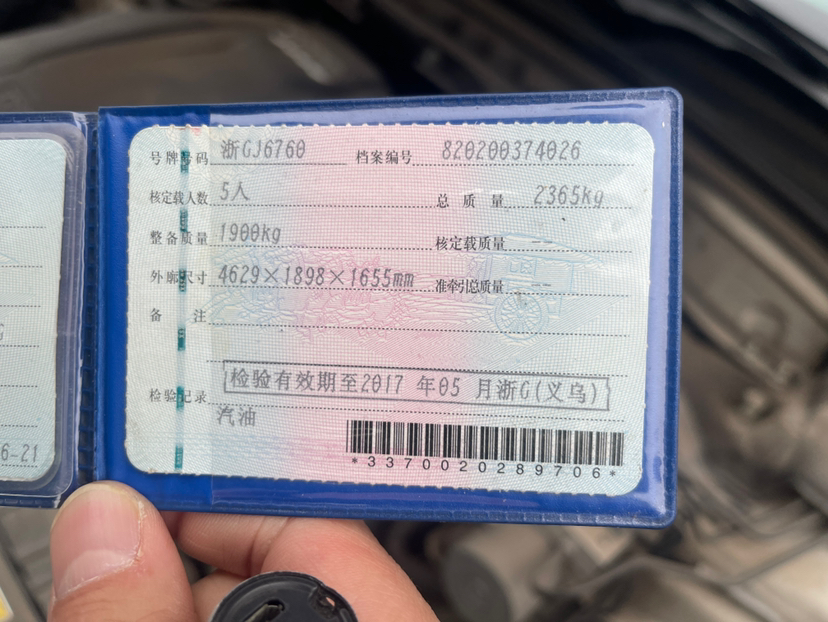 号牌号码 浙GJ6760 档案编号 820200374026
核定载人数 5人 总质量 2365kg
整备质量 1900kg 核定载质量 --
外廓尺寸 4629×1898×1655mm 准牵引总质量 --
备注
检验记录 检验有效期至2017 年05 月浙G(义乌)
汽油
*3370020289706*
6-21